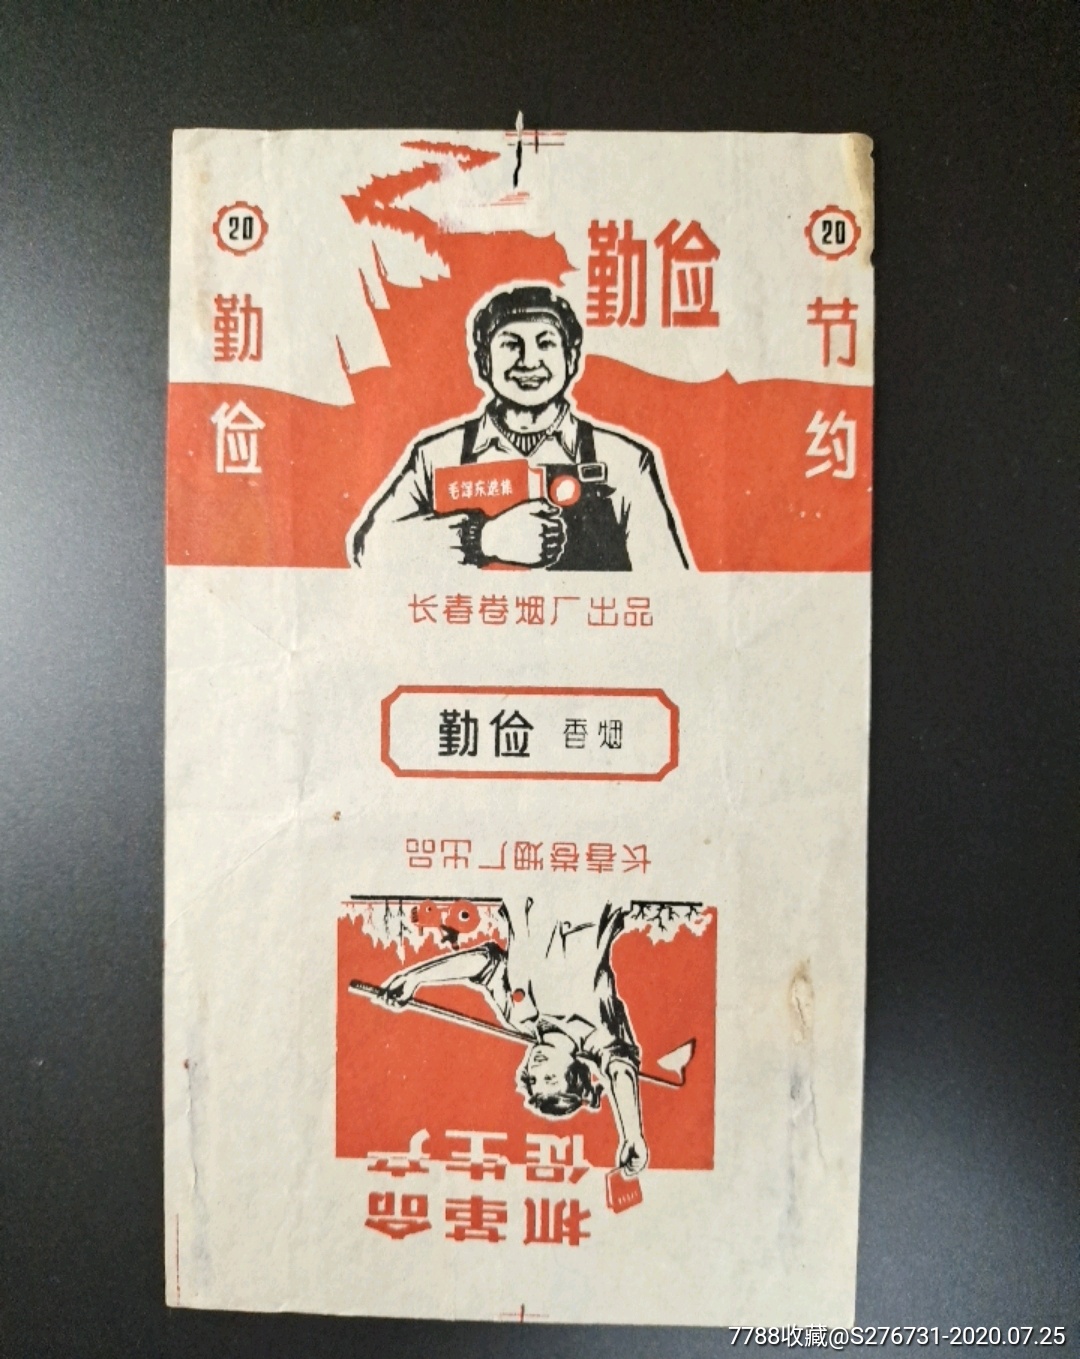 20
勤俭
勤俭
20
节约
毛泽东选集
长春卷烟厂出品
勤俭 香烟
长春卷烟厂出品
抓革命
促生产
7788收藏@S276731-2020.07.25